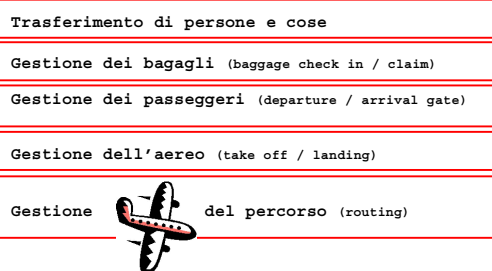 Trasferimento di persone e cose
Gestione dei bagagli (baggage check in / claim)
Gestione dei passeggeri (departure / arrival gate)
Gestione dell'aereo (take off / landing)
Gestione del percorso (routing)